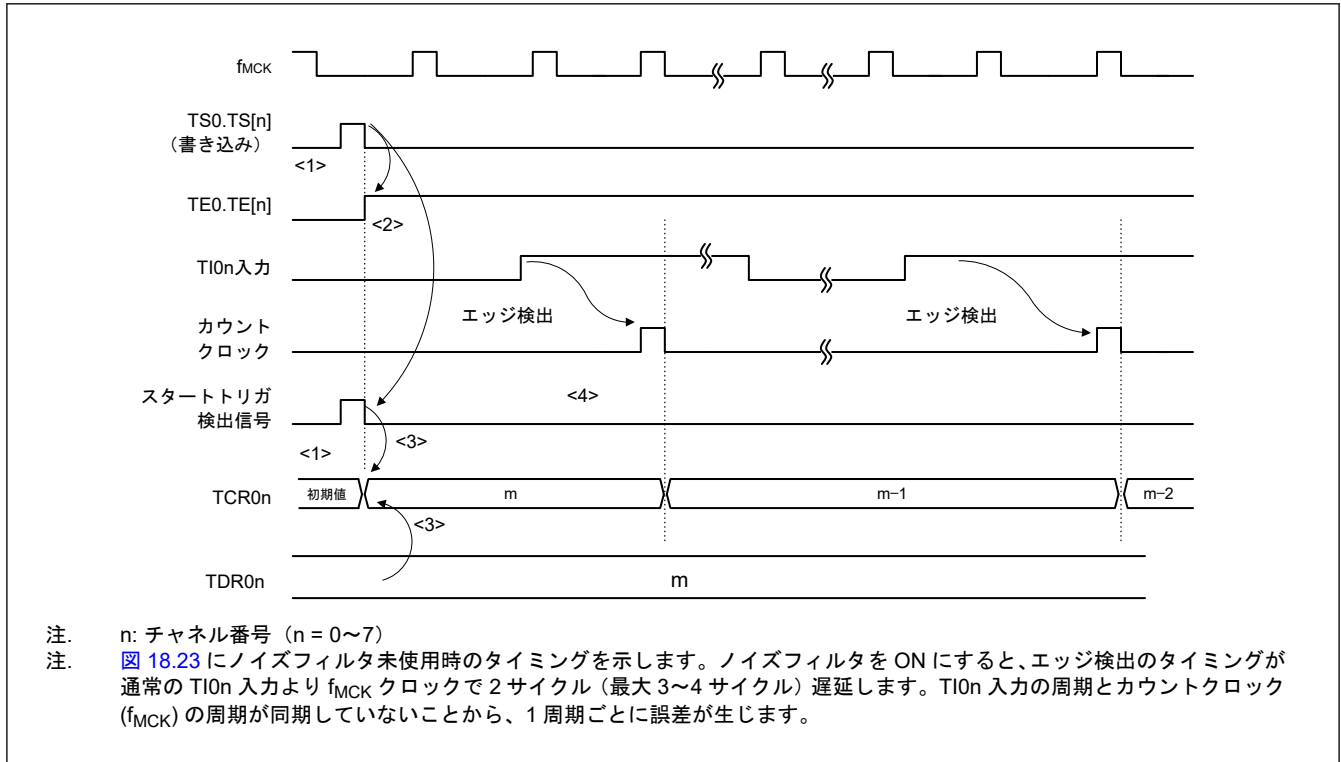 fMCK
TS0.TS[n]
(書き込み)
<1>
TE0.TE[n]
<2>
TI0n入力
エッジ検出
エッジ検出
カウント
クロック
スタートトリガ
検出信号
<4>
<3>
<1>
TCR0n
初期値
m
m−1
m−2
<3>
TDR0n
m
注. n: チャネル番号（n = 0～7）
注. 図 18.23 にノイズフィルタ未使用時のタイミングを示します。ノイズフィルタを ON にすると、エッジ検出のタイミングが
通常の TI0n 入力より fMCK クロックで 2 サイクル（最大 3～4 サイクル）遅延します。TI0n 入力の周期とカウントクロック
(fMCK) の周期が同期していないことから、1 周期ごとに誤差が生じます。